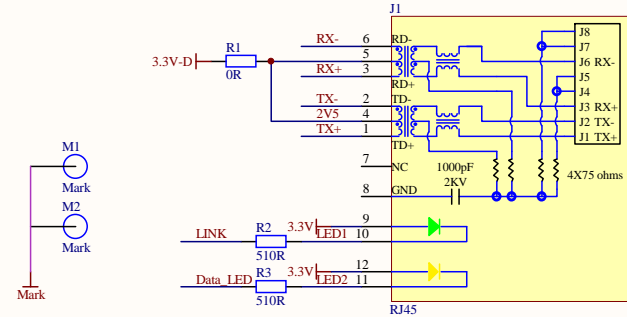 J1
RX- 6 RD- J8
J7
R1 5 J6 RX-
3.3V-D
0R RX+ 3 RD+ J5
J4
TX- 2 TD- J3 RX+
2V5 4 J2 TX-
TX+ 1 TD+ J1 TX+
M1 7 NC 1000pF
Mark 8 GND 2KV 4X75 ohms
M2 3.3V 9
LINK R2 LED1 10
Mark 510R
3.3V 12
Data_LED R3 LED2 11
Mark 510R
RJ45